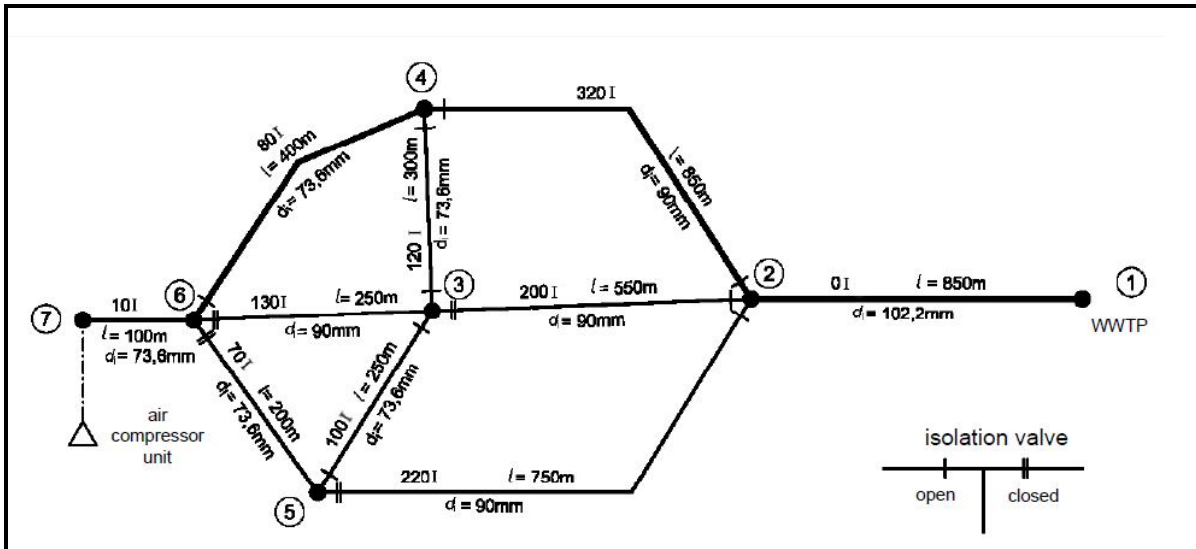 4
320 I
80 I
l = 400m
dᵢ = 73,6mm
l = 300m
dᵢ = 73,6mm
120 I
l = 850m
dᵢ = 90mm
3
2
1
7
6
10 I
l = 100m
dᵢ = 73,6mm
130 I
l = 250m
dᵢ = 90mm
200 I
l = 550m
dᵢ = 90mm
0 I
l = 850m
dᵢ = 102,2mm
WWTP
70 I
l = 200m
dᵢ = 73,6mm
100 I
l = 250m
dᵢ = 73,6mm
air
compressor
unit
5
220 I
l = 750m
dᵢ = 90mm
isolation valve
open
closed